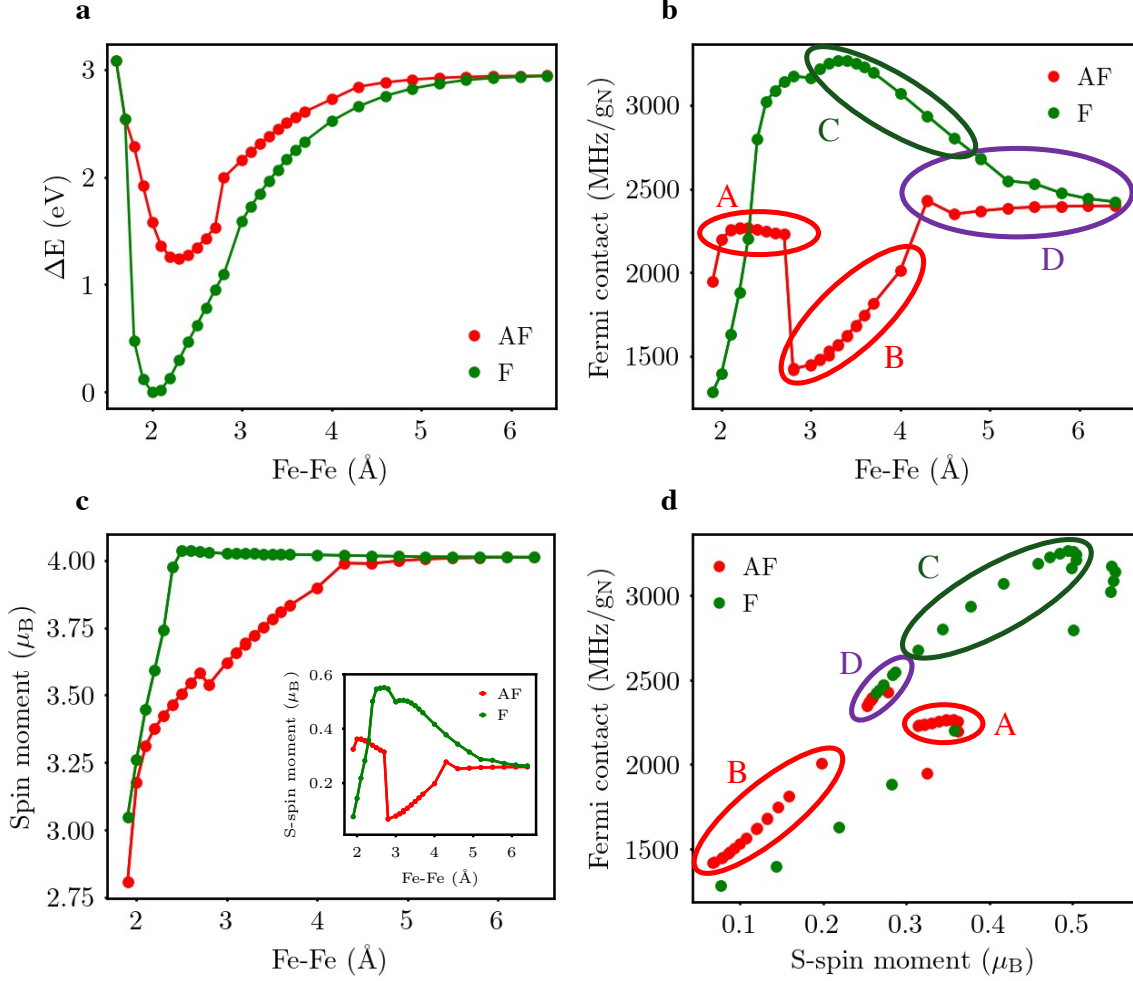 a
3
2
1
0
ΔE (eV)
AF
F
2 3 4 5 6
Fe-Fe (Å)
b
3000
2500
2000
1500
Fermi contact (MHz/gN)
AF
F
A
B
C
D
2 3 4 5 6
Fe-Fe (Å)
c
4.00
3.75
3.50
3.25
3.00
2.75
Spin moment (μB)
AF
F
0.6
0.4
0.2
S-spin moment (μB)
AF
F
2 3 4 5 6
Fe-Fe (Å)
2 3 4 5 6
Fe-Fe (Å)
d
3000
2500
2000
1500
Fermi contact (MHz/gN)
AF
F
C
D
A
B
0.1 0.2 0.3 0.4 0.5
S-spin moment (μB)